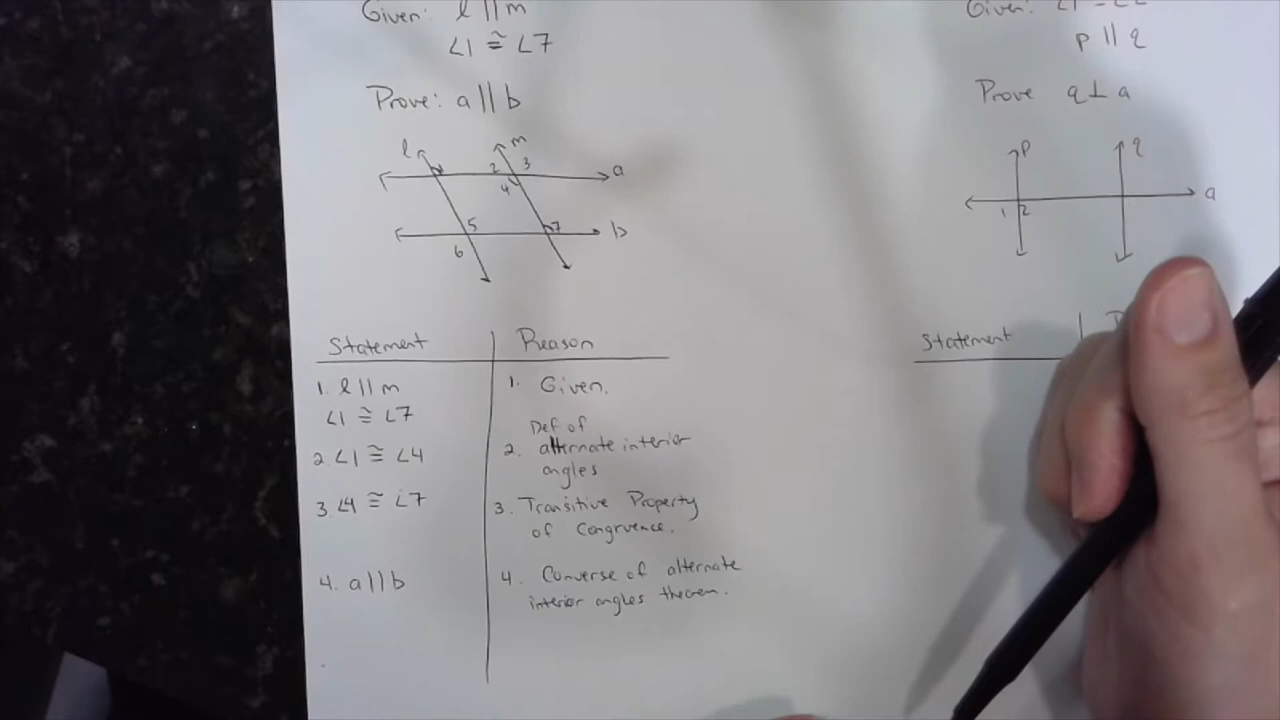 Given: l || m
∠1 ≅ ∠7
Prove: a || b
l
m
2
3
a
4
5
7
b
6
Statement
Reason
1. l || m
1. Given.
∠1 ≅ ∠7
2. ∠1 ≅ ∠4
2. Def of
alternate interior
angles
3. ∠4 ≅ ∠7
3. Transitive Property
of Congruence.
4. a || b
4. Converse of alternate
interior angles theorem.
Given:
p || q
Prove q ⊥ a
p
q
a
1
2
Statement